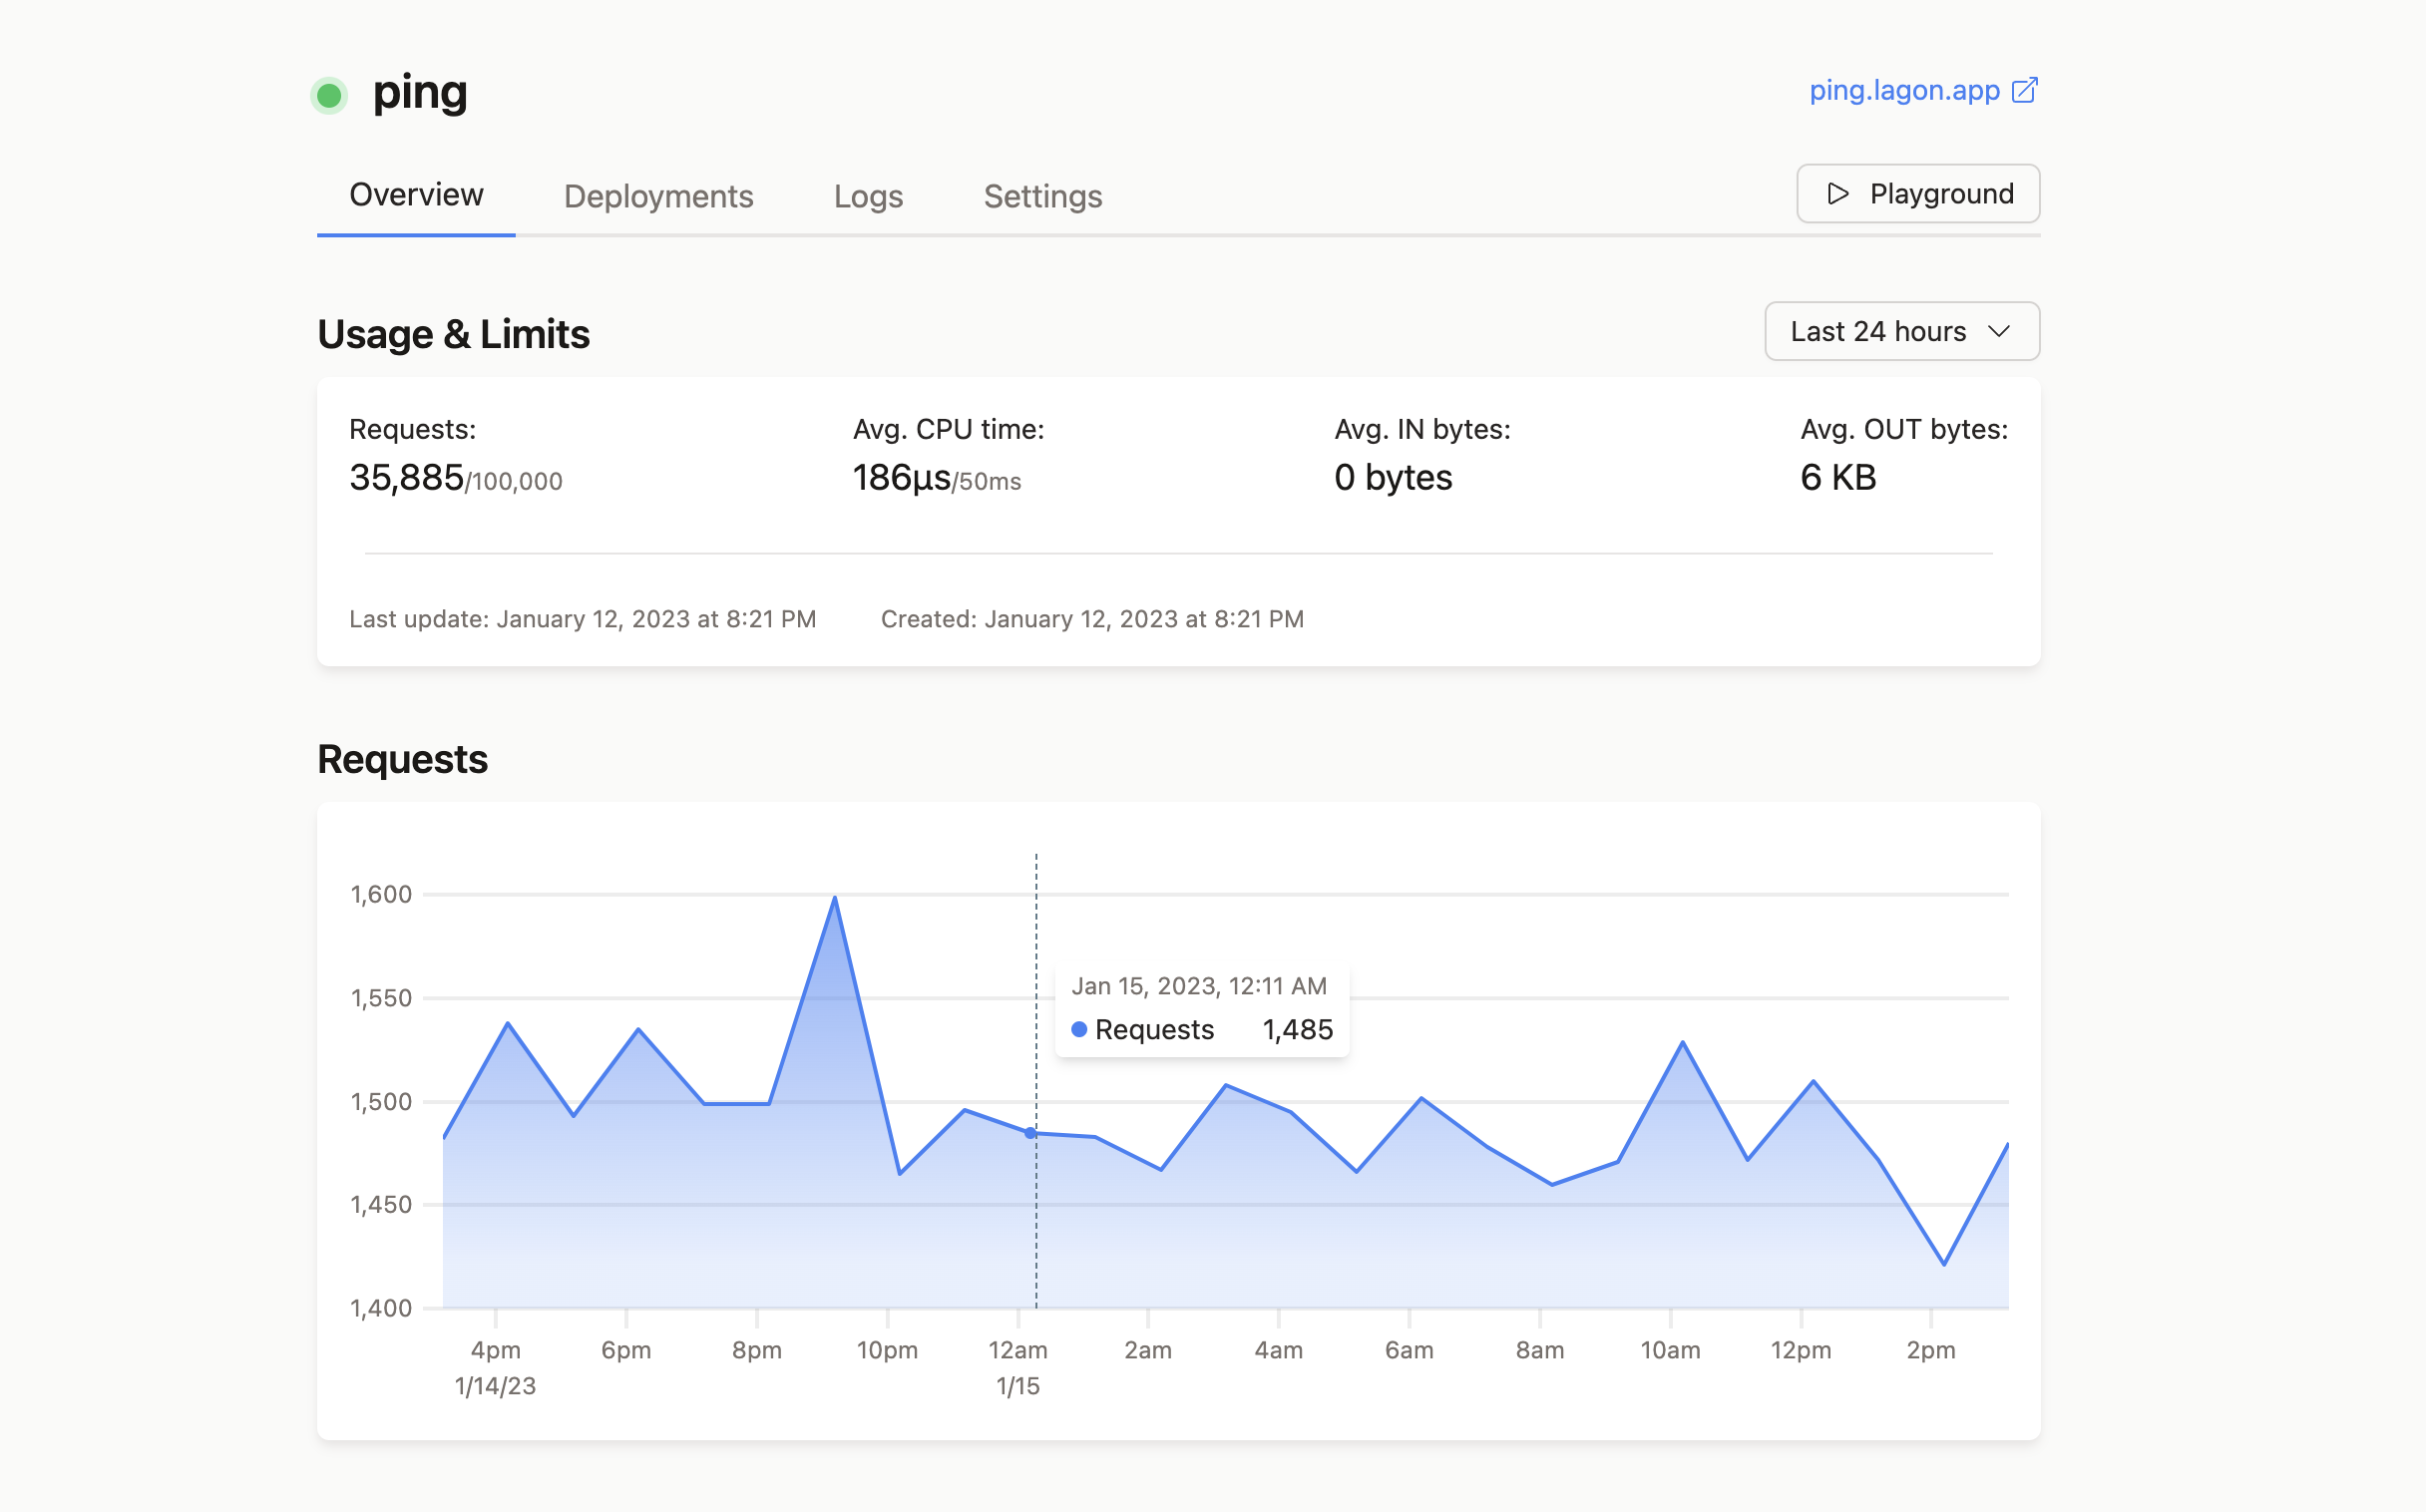 ping
ping.lagon.app
Overview
Deployments
Logs
Settings
Playground
Usage & Limits
Last 24 hours
Requests:
35,885/100,000
Avg. CPU time:
186µs/50ms
Avg. IN bytes:
0 bytes
Avg. OUT bytes:
6 KB
Last update: January 12, 2023 at 8:21 PM
Created: January 12, 2023 at 8:21 PM
Requests
1,600
1,550
1,500
1,450
1,400
Jan 15, 2023, 12:11 AM
Requests 1,485
4pm
6pm
8pm
10pm
12am
2am
4am
6am
8am
10am
12pm
2pm
1/14/23
1/15